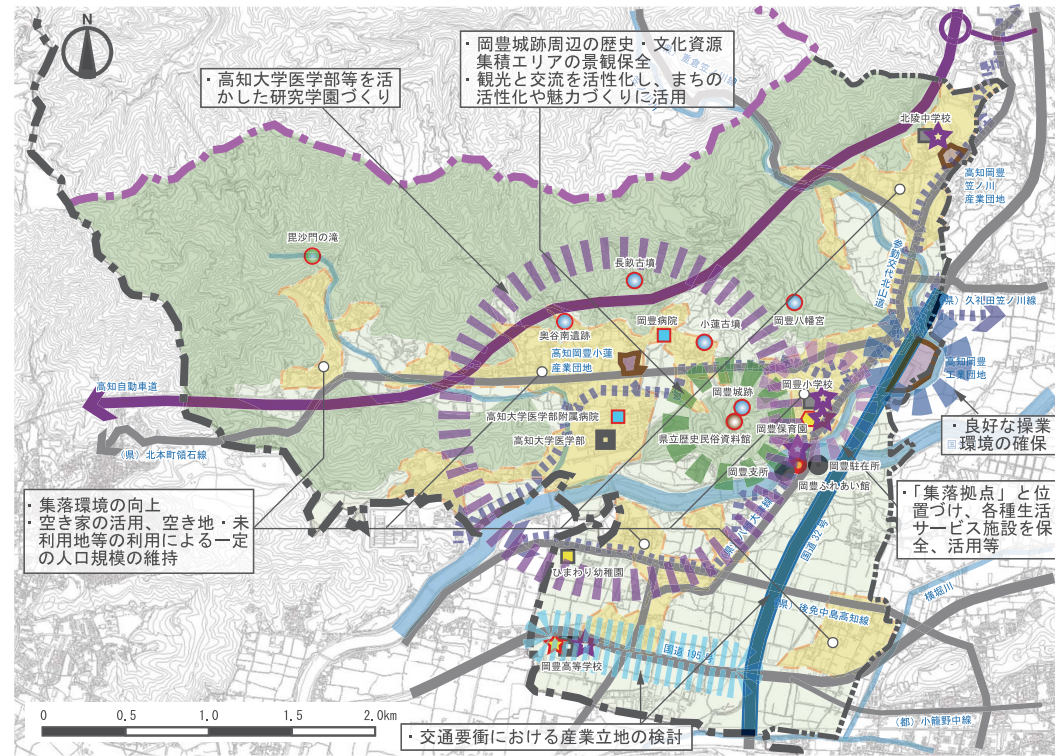 N
・高知大学医学部等を活
かした研究学園づくり
・岡豊城跡周辺の歴史・文化資源
集積エリアの景観保全
・観光と交流を活性化し、まちの
活性化や魅力づくりに活用
北陵中学校
高知岡豊
笠ノ川
産業団地
毘沙門の滝
長畝古墳
参勤交代北山道
(県)久礼田笠ノ川線
岡豊八幡宮
奥谷南遺跡
岡豊病院
小蓮古墳
高知岡豊小蓮
産業団地
高知岡豊
工業団地
高知自動車道
岡豊小学校
岡豊城跡
高知大学医学部附属病院
岡豊保育園
高知大学医学部
県立歴史民俗資料館
・良好な操業
環境の確保
(県)北本町領石線
岡豊支所
岡豊駐在所
岡豊ふれあい館
・集落環境の向上
・空き家の活用、空き地・未
利用地等の利用による一定
の人口規模の維持
・「集落拠点」と位
置づけ、各種生活
サービス施設を保
全、活用等
国道32号
ひまわり幼稚園
横堀川
(県)後免中島高知線
国道195号
岡豊高等学校
0 0.5 1.0 1.5 2.0km
(都)小籠野中線
・交通要衝における産業立地の検討